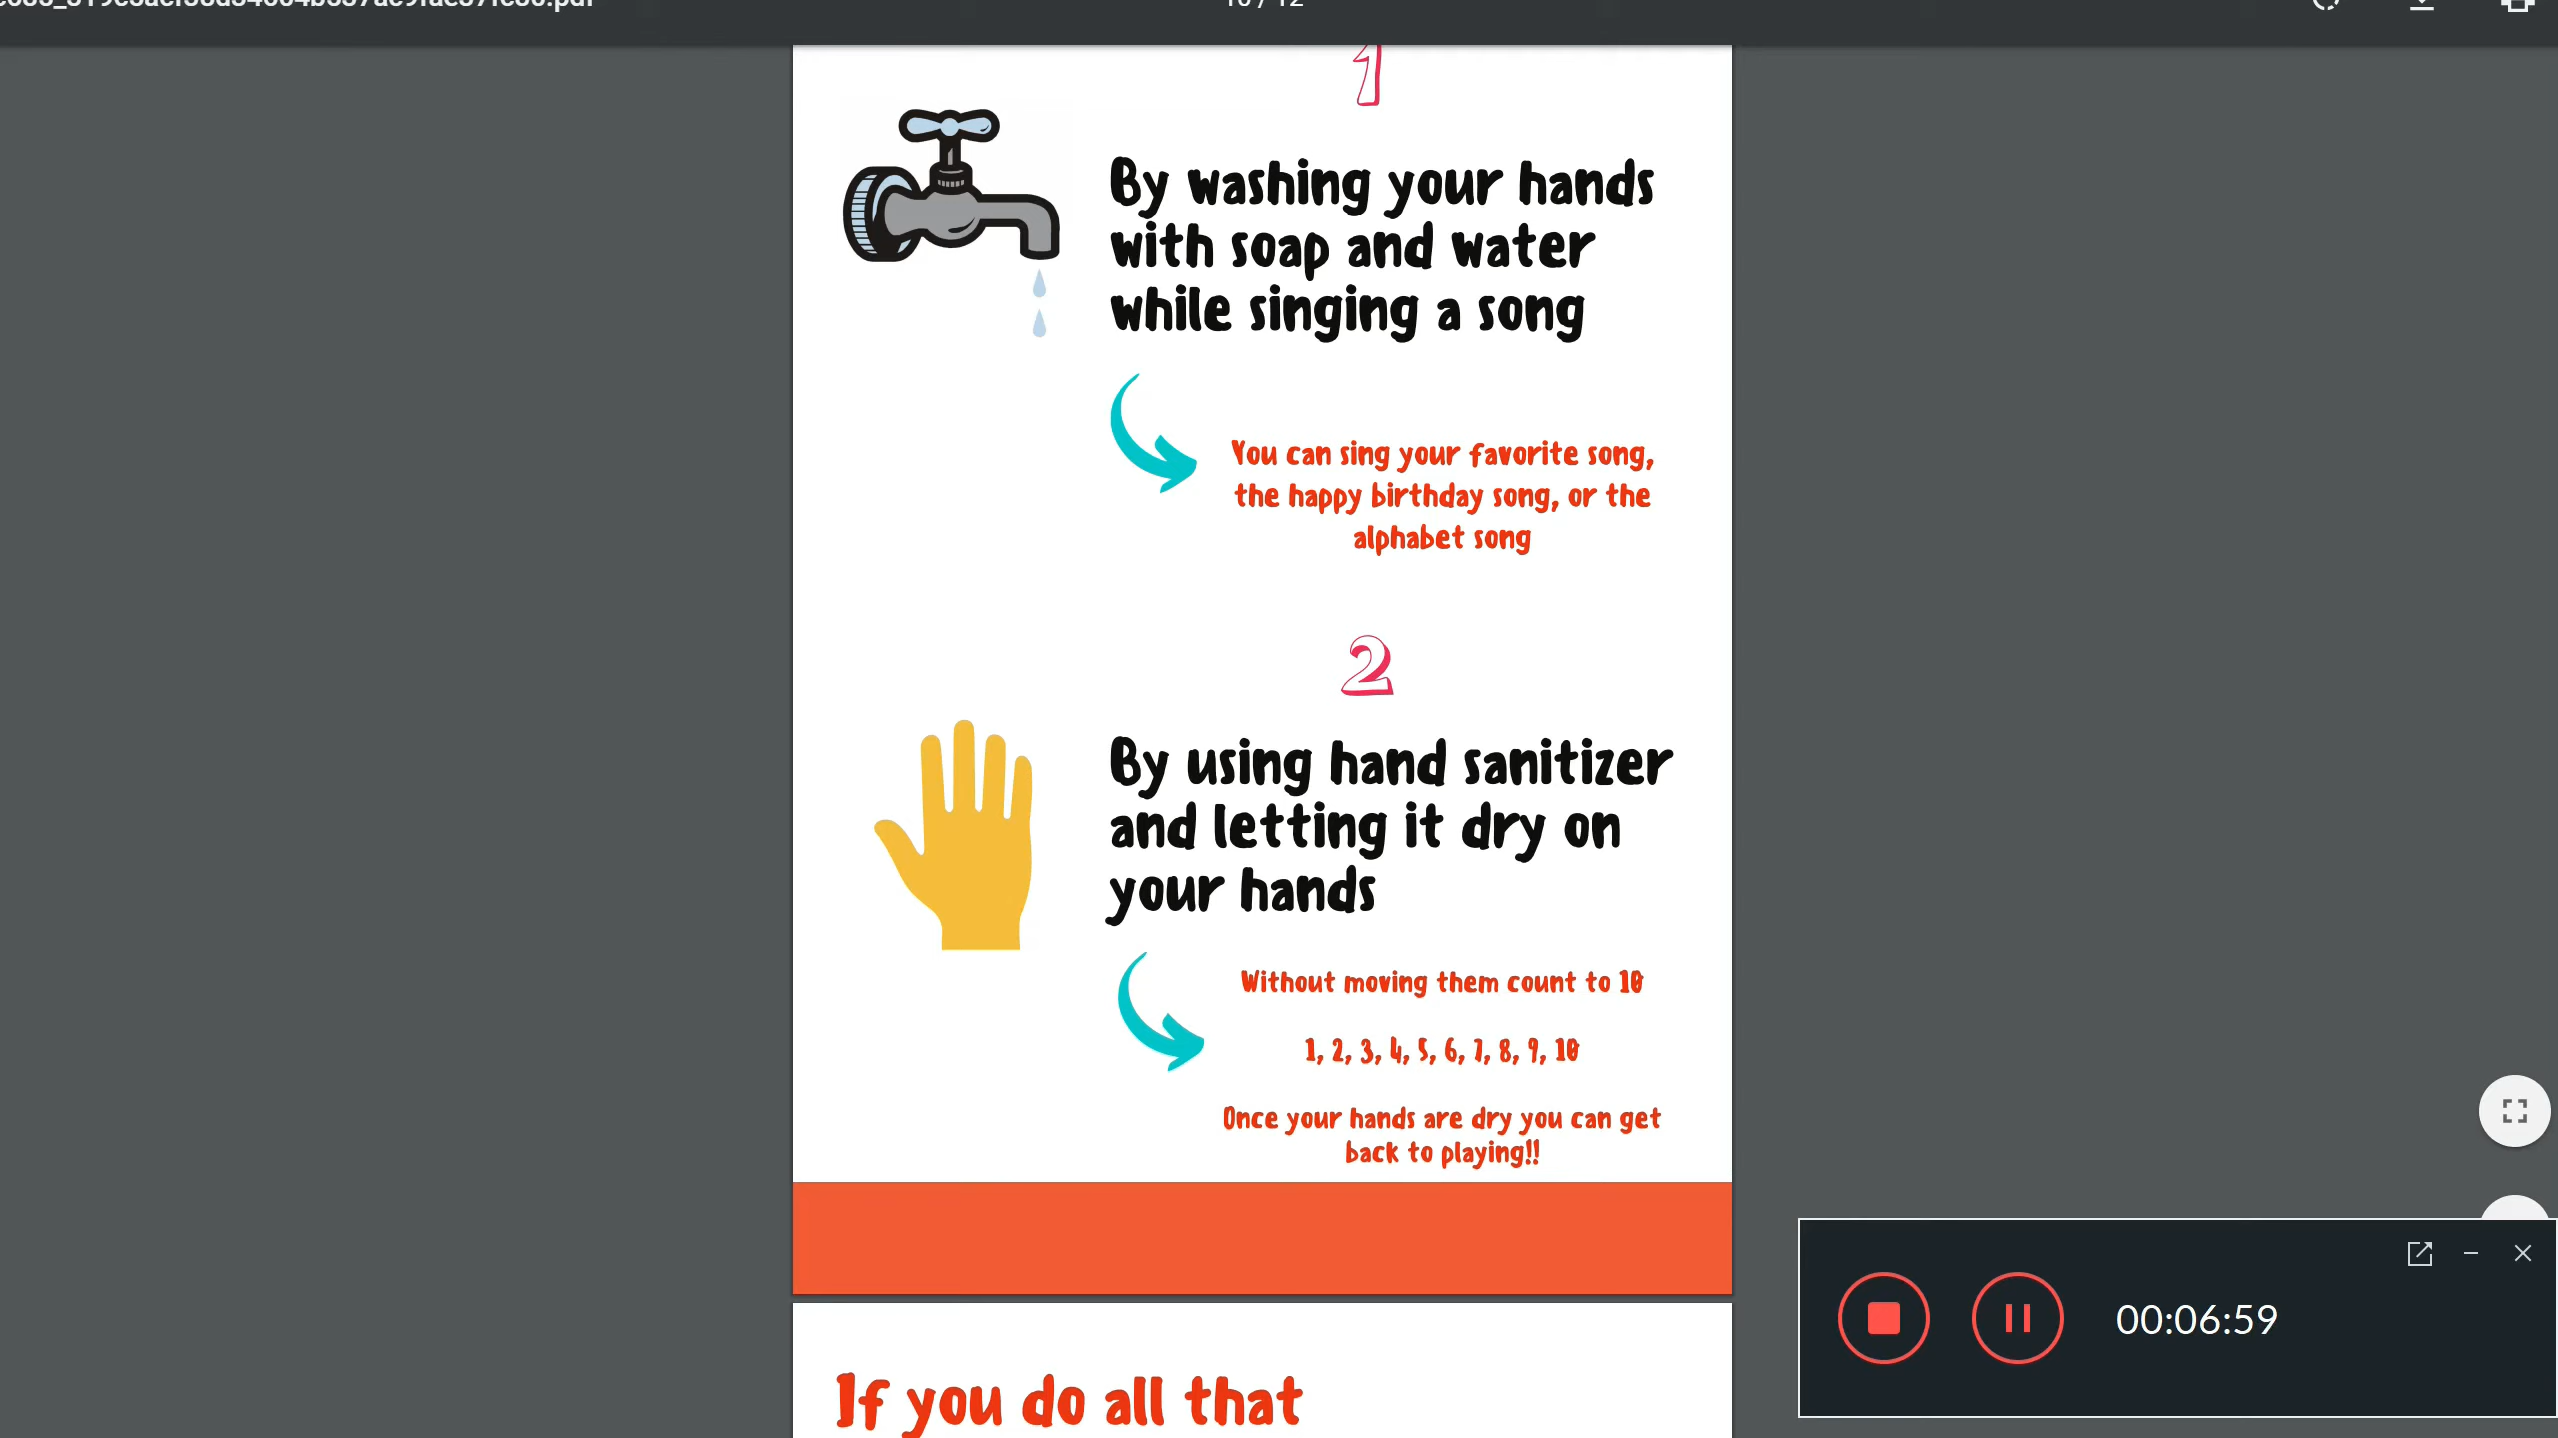 1
By washing your hands
with soap and water
while singing a song
You can sing your favorite song,
the happy birthday song, or the
alphabet song
2
By using hand sanitizer
and letting it dry on
your hands
Without moving them count to 10
1, 2, 3, 4, 5, 6, 7, 8, 9, 10
Once your hands are dry you can get
back to playing!!
If you do all that
00:06:59